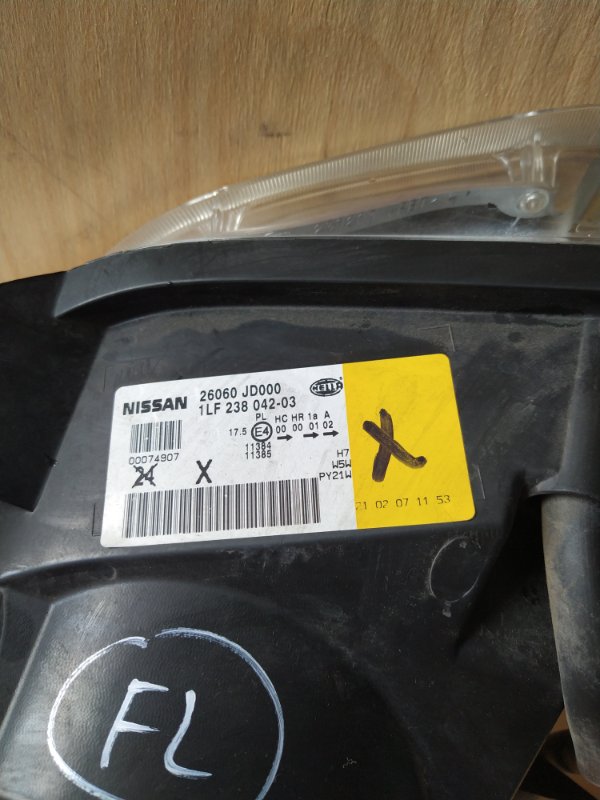 NISSAN
26060 JD000
1LF 238 042-03
HELLA
PL HC HR 1a A
17.5 E4 00 00 01 02
11384
11385
00074907
24 X
H7
W5W
PY21W
X
21 02 07 11 53
FL